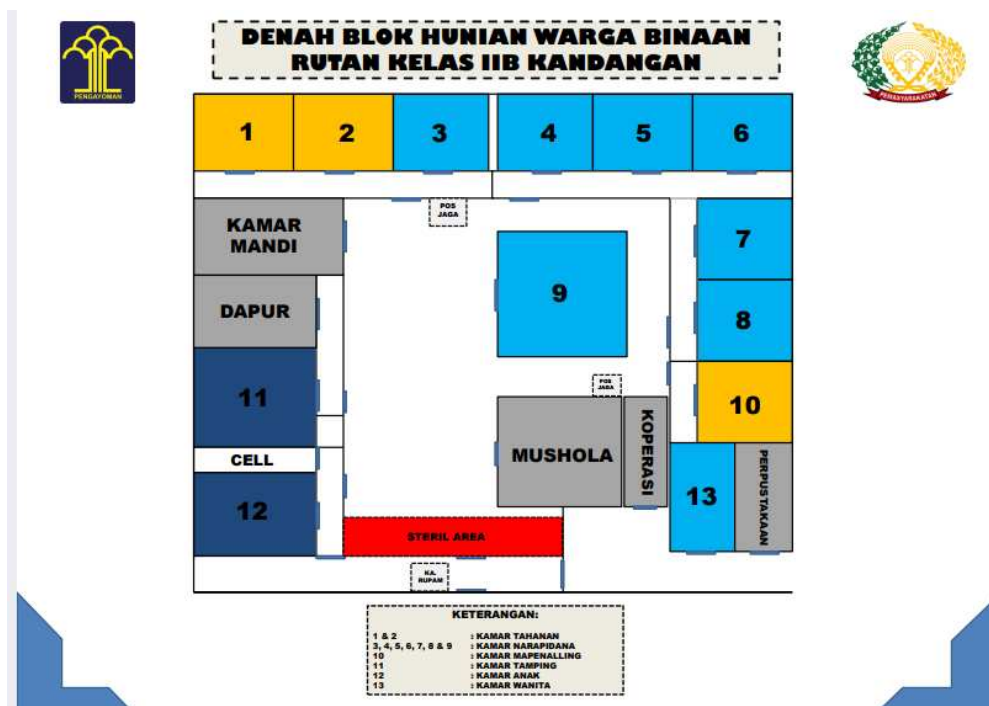 DENAH BLOK HUNIAN WARGA BINAAN
RUTAN KELAS IIB KANDANGAN
PENGAYOMAN
PEMASYARAKATAN
1
2
3
4
5
6
POS
JAGA
KAMAR
MANDI
7
9
DAPUR
8
POS
JAGA
11
10
MUSHOLA
KOPERASI
CELL
PERPUSTAKAAN
13
12
STERIL AREA
KA.
RUPAM
KETERANGAN:
1 & 2 : KAMAR TAHANAN
3, 4, 5, 6, 7, 8 & 9 : KAMAR NARAPIDANA
10 : KAMAR MAPENALLING
11 : KAMAR TAMPING
12 : KAMAR ANAK
13 : KAMAR WANITA